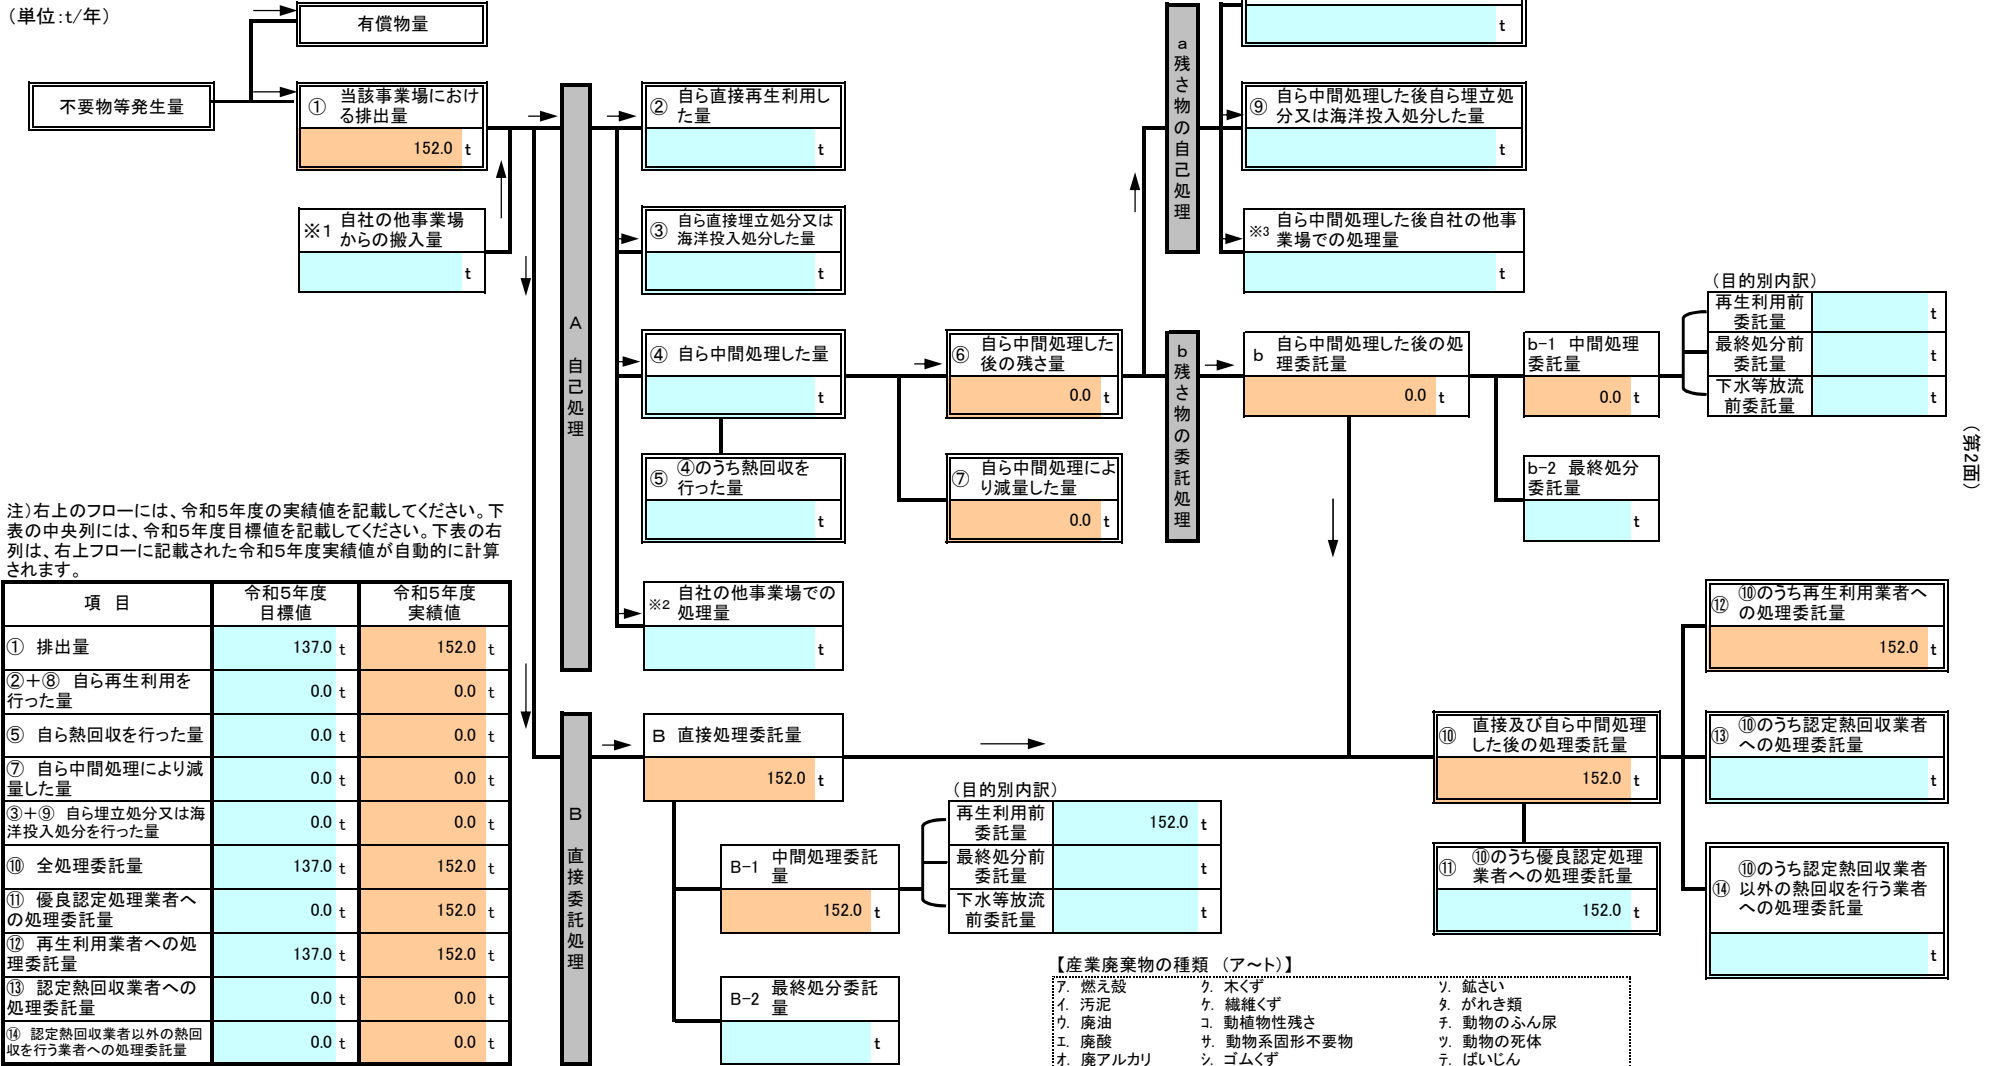 (単位:t/年)
有償物量
不要物等発生量
① 当該事業場におけ
る排出量
152.0 t
※1 自社の他事業場
からの搬入量
t
A 自己処理
② 自ら直接再生利用し
た量
t
③ 自ら直接埋立処分又は
海洋投入処分した量
t
④ 自ら中間処理した量
t
⑤ ④のうち熱回収を
行った量
t
※2 自社の他事業場での
処理量
t
⑥ 自ら中間処理した
後の残さ量
0.0 t
⑦ 自ら中間処理によ
り減量した量
0.0 t
a残さ物の自己処理
t
⑨ 自ら中間処理した後自ら埋立処
分又は海洋投入処分した量
t
※3 自ら中間処理した後自社の他事
業場での処理量
t
b残さ物の委託処理
b 自ら中間処理した後の処
理委託量
0.0 t
b-1 中間処理
委託量
0.0 t
b-2 最終処分
委託量
t
(目的別内訳)
再生利用前
委託量 t
最終処分前
委託量 t
下水等放流
前委託量 t
(第2面)
注)右上のフローには、令和5年度の実績値を記載してください。下
表の中央列には、令和5年度目標値を記載してください。下表の右
列は、右上フローに記載された令和5年度実績値が自動的に計算
されます。
項 目 令和5年度
目標値 令和5年度
実績値
① 排出量 137.0 t 152.0 t
②+⑧ 自ら再生利用を
行った量 0.0 t 0.0 t
⑤ 自ら熱回収を行った量 0.0 t 0.0 t
⑦ 自ら中間処理により減
量した量 0.0 t 0.0 t
③+⑨ 自ら埋立処分又は海
洋投入処分を行った量 0.0 t 0.0 t
⑩ 全処理委託量 137.0 t 152.0 t
⑪ 優良認定処理業者へ
の処理委託量 0.0 t 152.0 t
⑫ 再生利用業者への処
理委託量 137.0 t 152.0 t
⑬ 認定熱回収業者への
処理委託量 0.0 t 0.0 t
⑭ 認定熱回収業者以外の熱回
収を行う業者への処理委託量 0.0 t 0.0 t
B 直接委託処理
B 直接処理委託量
152.0 t
B-1 中間処理委託
量
152.0 t
B-2 最終処分委託
量
t
(目的別内訳)
再生利用前
委託量 152.0 t
最終処分前
委託量 t
下水等放流
前委託量 t
⑩ 直接及び自ら中間処理
した後の処理委託量
152.0 t
⑪ ⑩のうち優良認定処理
業者への処理委託量
152.0 t
⑫ ⑩のうち再生利用業者へ
の処理委託量
152.0 t
⑬ ⑩のうち認定熱回収業者
への処理委託量
t
⑭ ⑩のうち認定熱回収業者
以外の熱回収を行う業者
への処理委託量
t
【産業廃棄物の種類 (ア~ト)】
ア. 燃え殻 ク. 木くず ソ. 鉱さい
イ. 汚泥 ケ. 繊維くず タ. がれき類
ウ. 廃油 コ. 動植物性残さ チ. 動物のふん尿
エ. 廃酸 サ. 動物系固形不要物 ツ. 動物の死体
オ. 廃アルカリ シ. ゴムくず テ. ばいじん